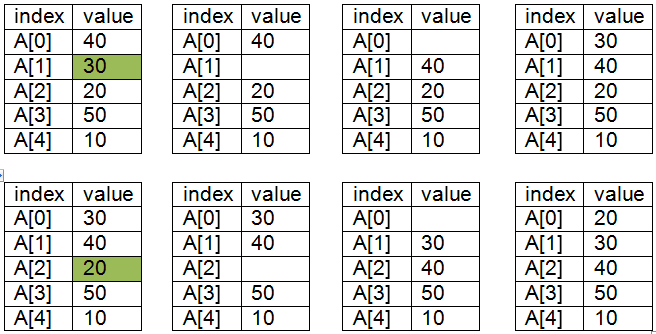 index value index value index value index value
A[0] 40 A[0] 40 A[0] A[0] 30
A[1] 30 A[1] A[1] 40 A[1] 40
A[2] 20 A[2] 20 A[2] 20 A[2] 20
A[3] 50 A[3] 50 A[3] 50 A[3] 50
A[4] 10 A[4] 10 A[4] 10 A[4] 10
index value index value index value index value
A[0] 30 A[0] 30 A[0] A[0] 20
A[1] 40 A[1] 40 A[1] 30 A[1] 30
A[2] 20 A[2] A[2] 40 A[2] 40
A[3] 50 A[3] 50 A[3] 50 A[3] 50
A[4] 10 A[4] 10 A[4] 10 A[4] 10